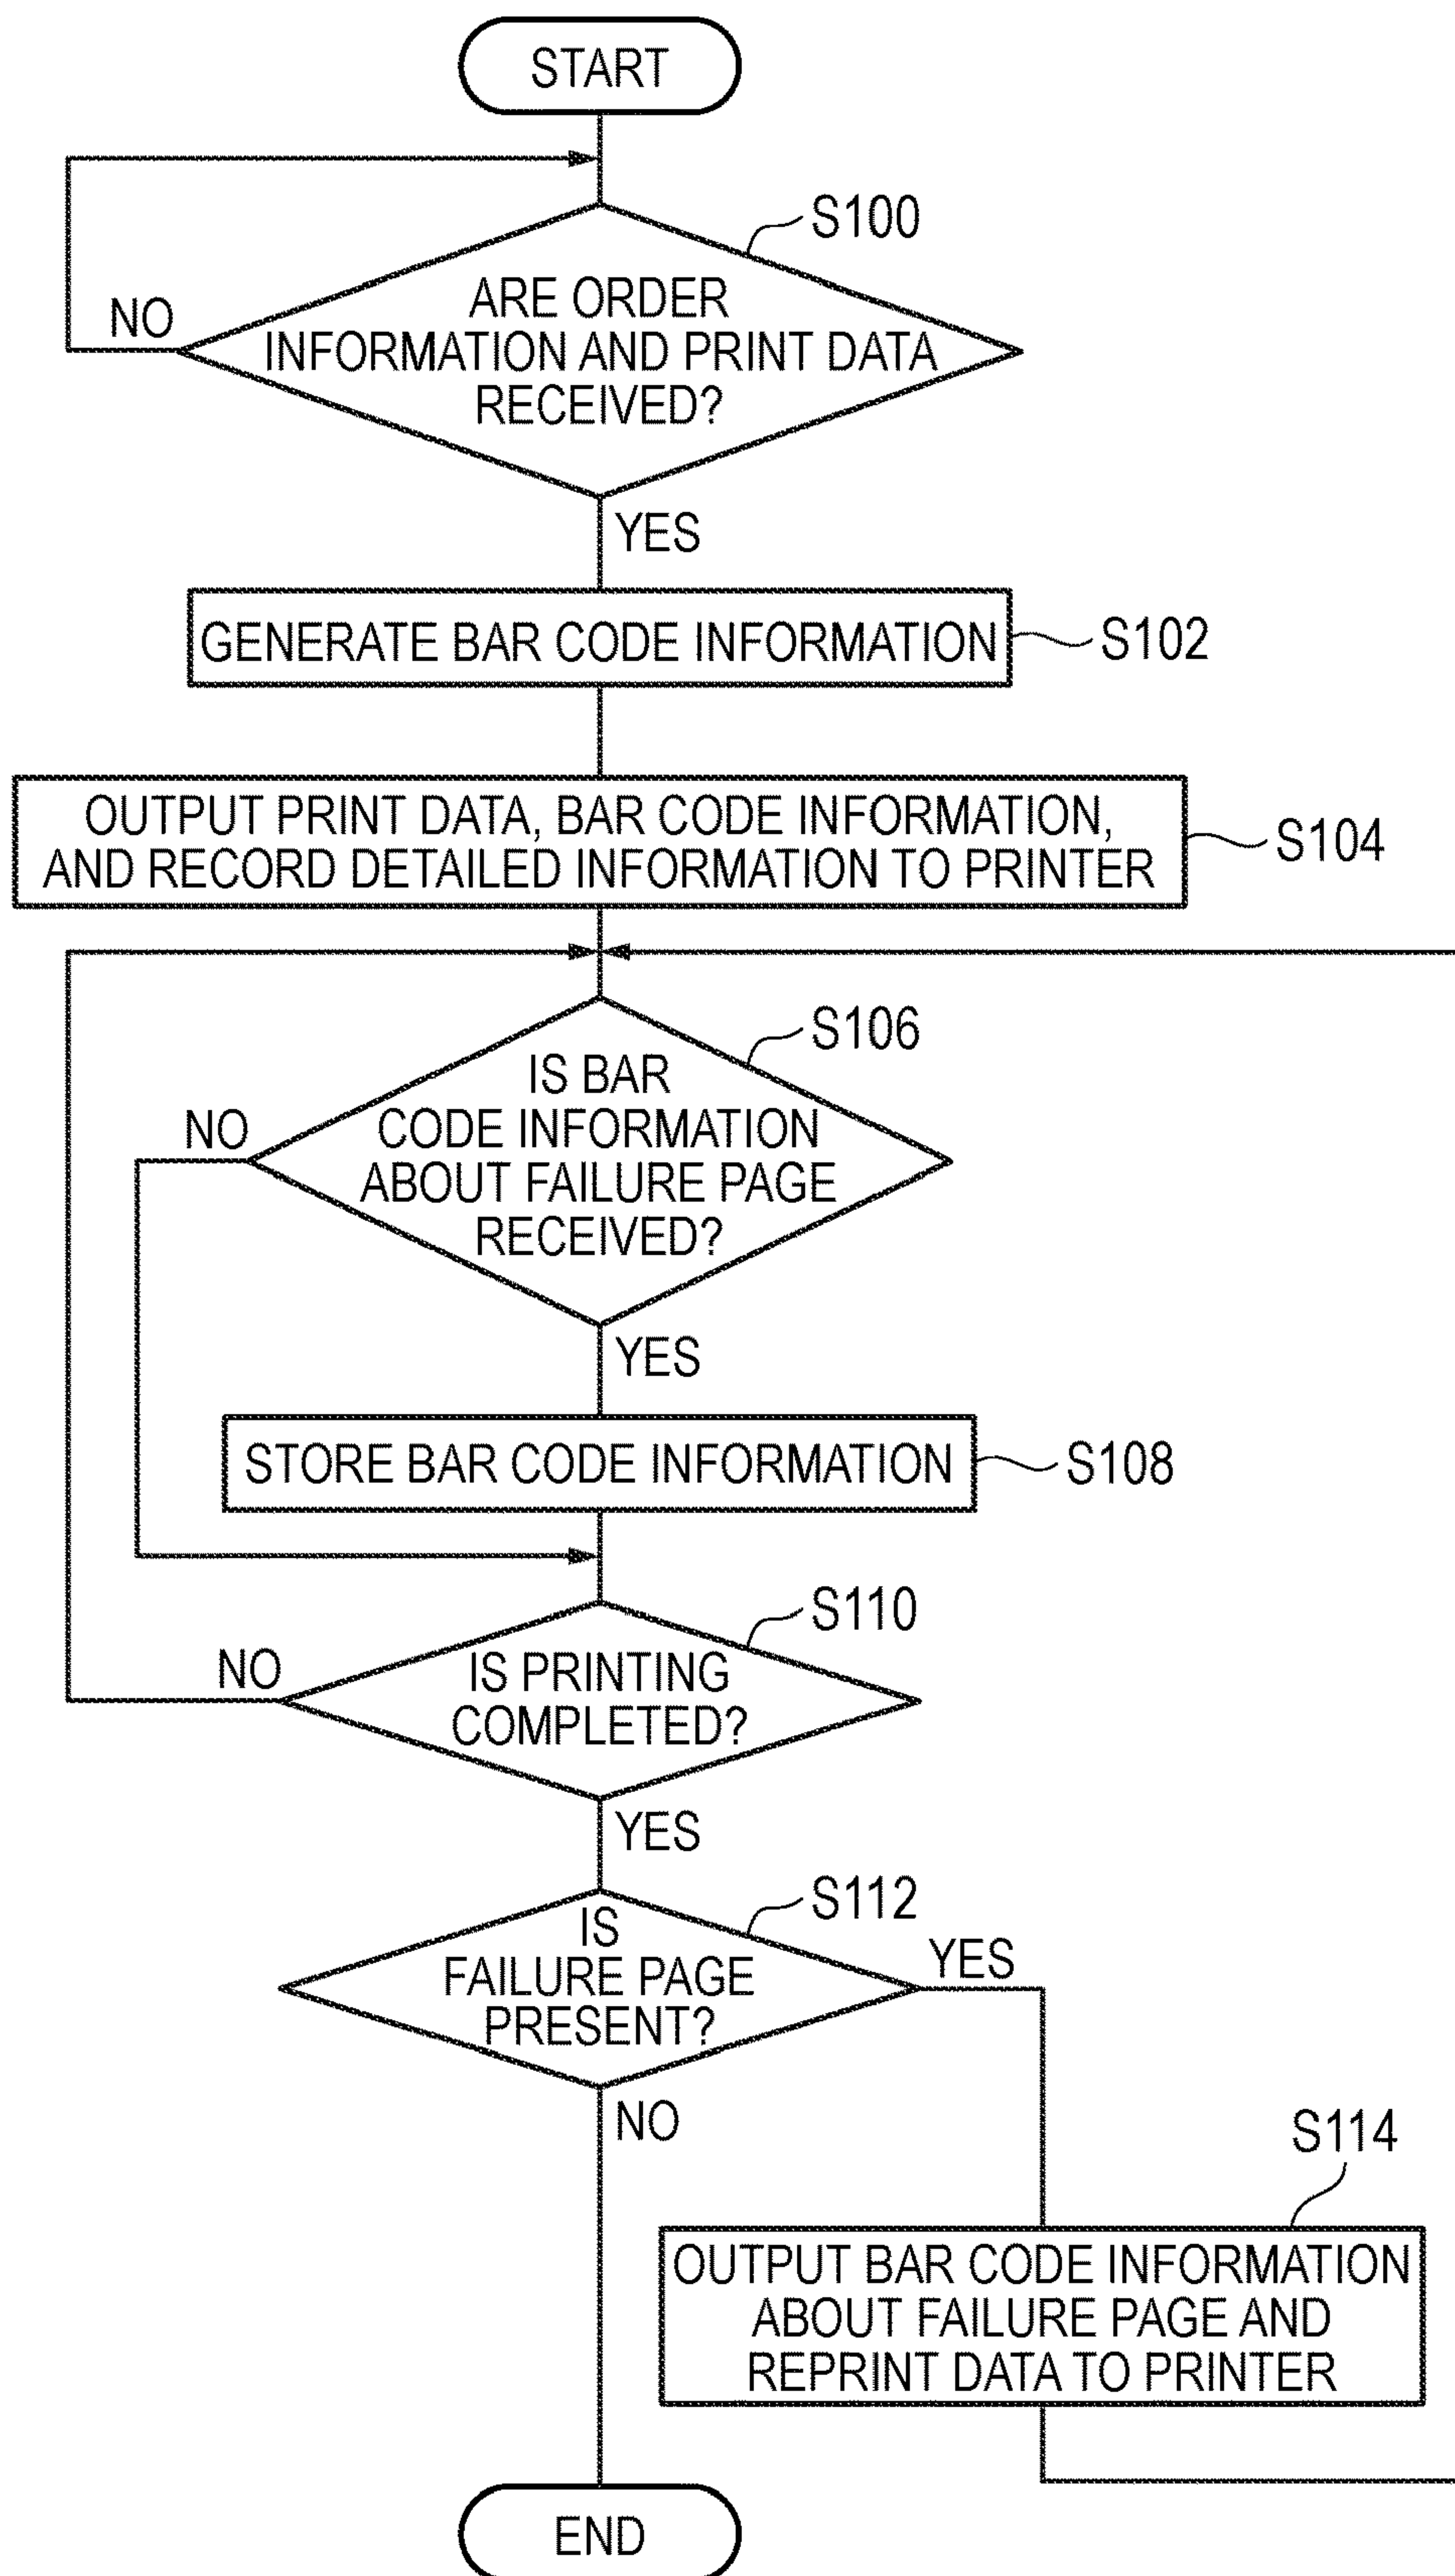 START
S100
ARE ORDER
INFORMATION AND PRINT DATA
RECEIVED?
NO
YES
GENERATE BAR CODE INFORMATION
S102
OUTPUT PRINT DATA, BAR CODE INFORMATION,
AND RECORD DETAILED INFORMATION TO PRINTER
S104
S106
IS BAR
CODE INFORMATION
ABOUT FAILURE PAGE
RECEIVED?
NO
YES
STORE BAR CODE INFORMATION
S108
S110
IS PRINTING
COMPLETED?
NO
YES
S112
IS
FAILURE PAGE
PRESENT?
YES
NO
S114
OUTPUT BAR CODE INFORMATION
ABOUT FAILURE PAGE AND
REPRINT DATA TO PRINTER
END